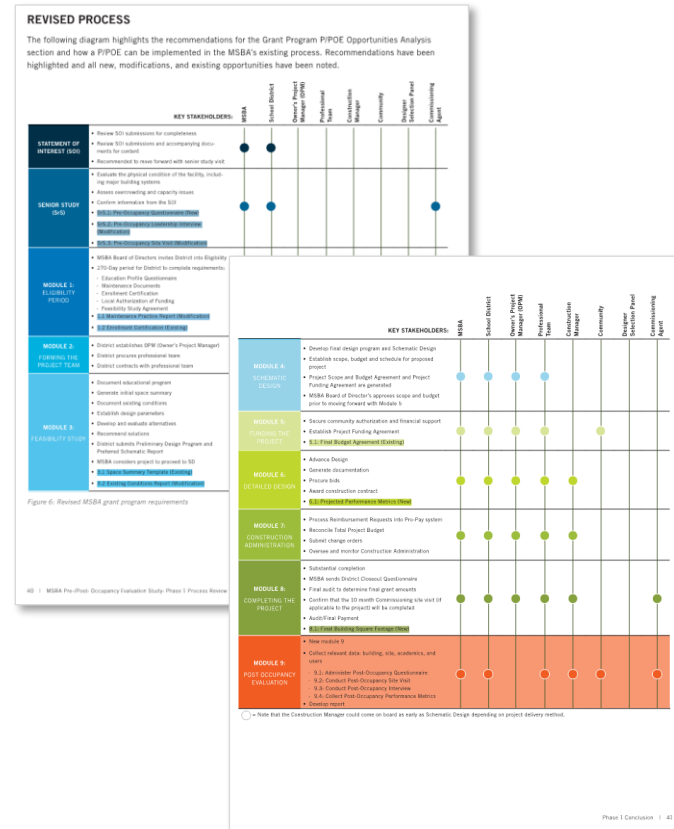 REVISED PROCESS
The following diagram highlights the recommendations for the Grant Program P/POE Opportunities Analysis
section and how a P/POE can be implemented in the MSBA's existing process. Recommendations have been
highlighted and all new, modifications, and existing opportunities have been noted.
KEY STAKEHOLDERS:
MSBA
School District
Owner's Project
Manager (OPM)
Professional
Team
Construction
Manager
Community
Designer
Selection Panel
Commissioning
Agent
STATEMENT OF
INTEREST (SOI)
• Review SOI submissions for completeness
• Review SOI submissions and accompanying docu-
ments for content
• Recommended to move forward with senior study visit
SENIOR STUDY
(SrS)
• Evaluate the physical condition of the facility, includ-
ing major building systems
• Assess overcrowding and capacity issues
• Confirm information from the SOI
• SrS.1: Pre-Occupancy Questionnaire (New)
• SrS.2: Pre-Occupancy Leadership Interview
(Modification)
• SrS.3: Pre-Occupancy Site Visit (Modification)
MODULE 1:
ELIGIBILITY
PERIOD
• MSBA Board of Directors invites District into Eligibility
• 270-Day period for District to complete requirements:
- Education Profile Questionnaire
- Maintenance Documents
- Enrollment Certification
- Local Authorization of Funding
- Feasibility Study Agreement
• 1.1 Maintenance Practice Report (Modification)
• 1.2 Enrollment Certification (Existing)
MODULE 2:
FORMING THE
PROJECT TEAM
• District establishes OPM (Owner's Project Manager)
• District procures professional team
• District contracts with professional team
MODULE 3:
FEASIBILITY STUDY
• Document educational program
• Generate initial space summary
• Document existing conditions
• Establish design parameters
• Develop and evaluate alternatives
• Recommend solutions
• District submits Preliminary Design Program and
Preferred Schematic Report
• MSBA considers project to proceed to SD
• 3.1 Space Summary Template (Existing)
• 3.2 Existing Conditions Report (Modification)
Figure 6: Revised MSBA grant program requirements
40 | MSBA Pre-/Post- Occupancy Evaluation Study: Phase 1 Process Review
KEY STAKEHOLDERS:
MSBA
School District
Owner's Project
Manager (OPM)
Professional
Team
Construction
Manager
Community
Designer
Selection Panel
Commissioning
Agent
MODULE 4:
SCHEMATIC
DESIGN
• Develop final design program and Schematic Design
• Establish scope, budget and schedule for proposed
project
• Project Scope and Budget Agreement and Project
Funding Agreement are generated
• MSBA Board of Director's approves scope and budget
prior to moving forward with Module 5
MODULE 5:
FUNDING THE
PROJECT
• Secure community authorization and financial support
• Establish Project Funding Agreement
• 5.1: Final Budget Agreement (Existing)
MODULE 6:
DETAILED DESIGN
• Advance Design
• Generate documentation
• Procure bids
• Award construction contract
• 6.1: Projected Performance Metrics (New)
MODULE 7:
CONSTRUCTION
ADMINISTRATION
• Process Reimbursement Requests into Pro-Pay system
• Reconcile Total Project Budget
• Submit change orders
• Oversee and monitor Construction Administration
MODULE 8:
COMPLETING THE
PROJECT
• Substantial completion
• MSBA sends District Closeout Questionnaire
• Final audit to determine final grant amounts
• Confirm that the 10 month Commissioning site visit (if
applicable to the project) will be completed
• Audit/Final Payment
• 8.1: Final Building Square Footage (New)
MODULE 9:
POST OCCUPANCY
EVALUATION
• New module 9
• Collect relevant data: building, site, academics, and
users
- 9.1: Administer Post-Occupancy Questionnaire
- 9.2: Conduct Post-Occupancy Site Visit
- 9.3: Conduct Post-Occupancy Interview
- 9.4: Collect Post-Occupancy Performance Metrics
• Develop report
= Note that the Construction Manager could come on board as early as Schematic Design depending on project delivery method.
Phase 1 Conclusion | 41